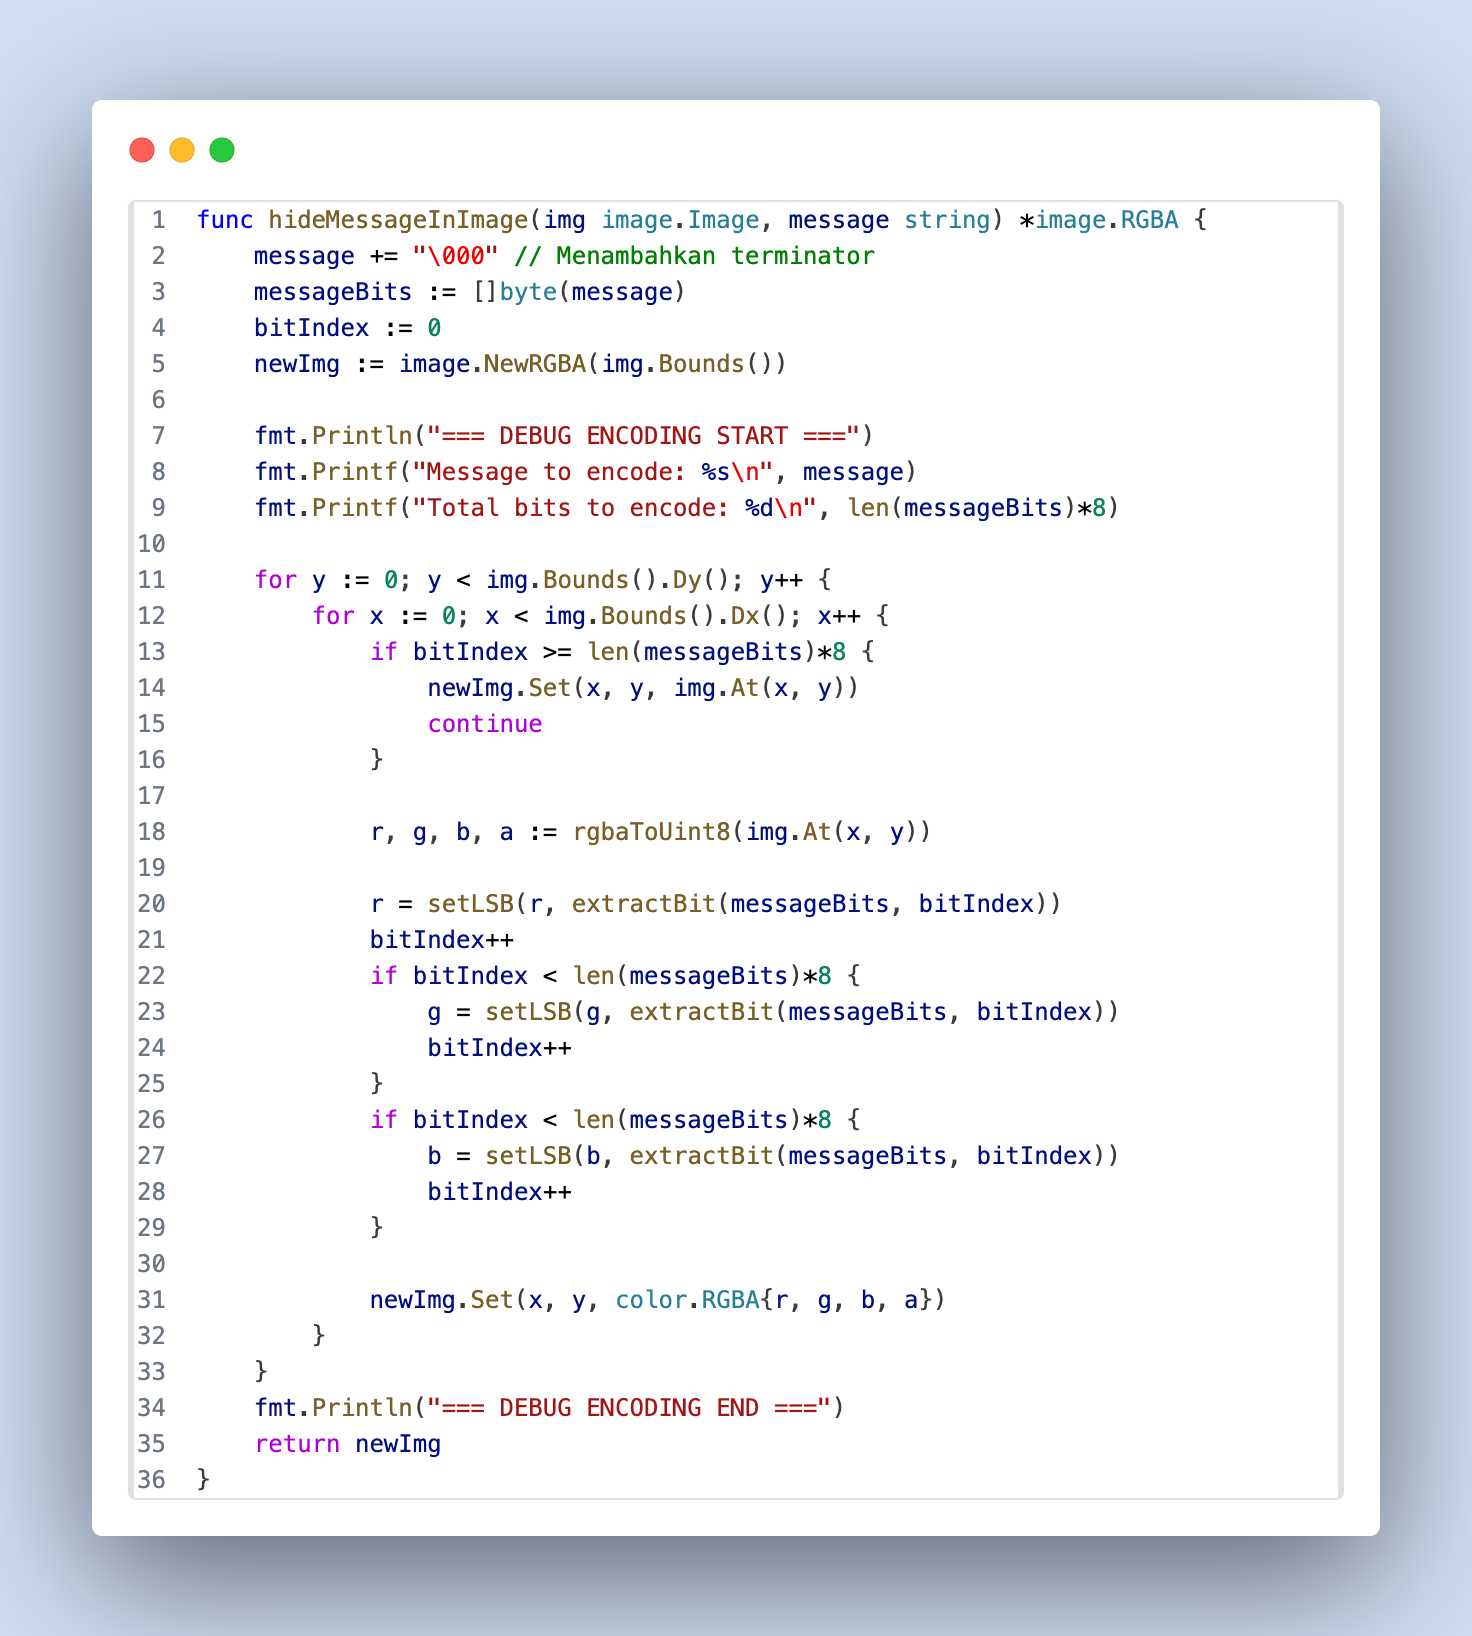 1 func hideMessageInImage(img image.Image, message string) *image.RGBA {
2     message += "\000" // Menambahkan terminator
3     messageBits := []byte(message)
4     bitIndex := 0
5     newImg := image.NewRGBA(img.Bounds())
6
7     fmt.Println("=== DEBUG ENCODING START ===")
8     fmt.Printf("Message to encode: %s\n", message)
9     fmt.Printf("Total bits to encode: %d\n", len(messageBits)*8)
10
11     for y := 0; y < img.Bounds().Dy(); y++ {
12         for x := 0; x < img.Bounds().Dx(); x++ {
13             if bitIndex >= len(messageBits)*8 {
14                 newImg.Set(x, y, img.At(x, y))
15                 continue
16             }
17
18             r, g, b, a := rgbaToUint8(img.At(x, y))
19
20             r = setLSB(r, extractBit(messageBits, bitIndex))
21             bitIndex++
22             if bitIndex < len(messageBits)*8 {
23                 g = setLSB(g, extractBit(messageBits, bitIndex))
24                 bitIndex++
25             }
26             if bitIndex < len(messageBits)*8 {
27                 b = setLSB(b, extractBit(messageBits, bitIndex))
28                 bitIndex++
29             }
30
31             newImg.Set(x, y, color.RGBA{r, g, b, a})
32         }
33     }
34     fmt.Println("=== DEBUG ENCODING END ===")
35     return newImg
36 }